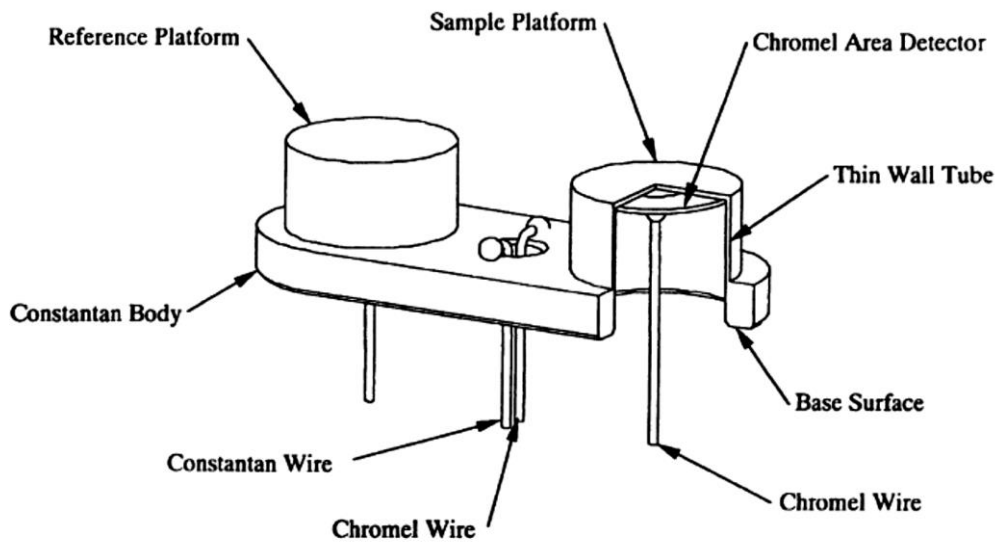 Sample Platform
Reference Platform
Chromel Area Detector
Thin Wall Tube
Constantan Body
Base Surface
Constantan Wire
Chromel Wire
Chromel Wire